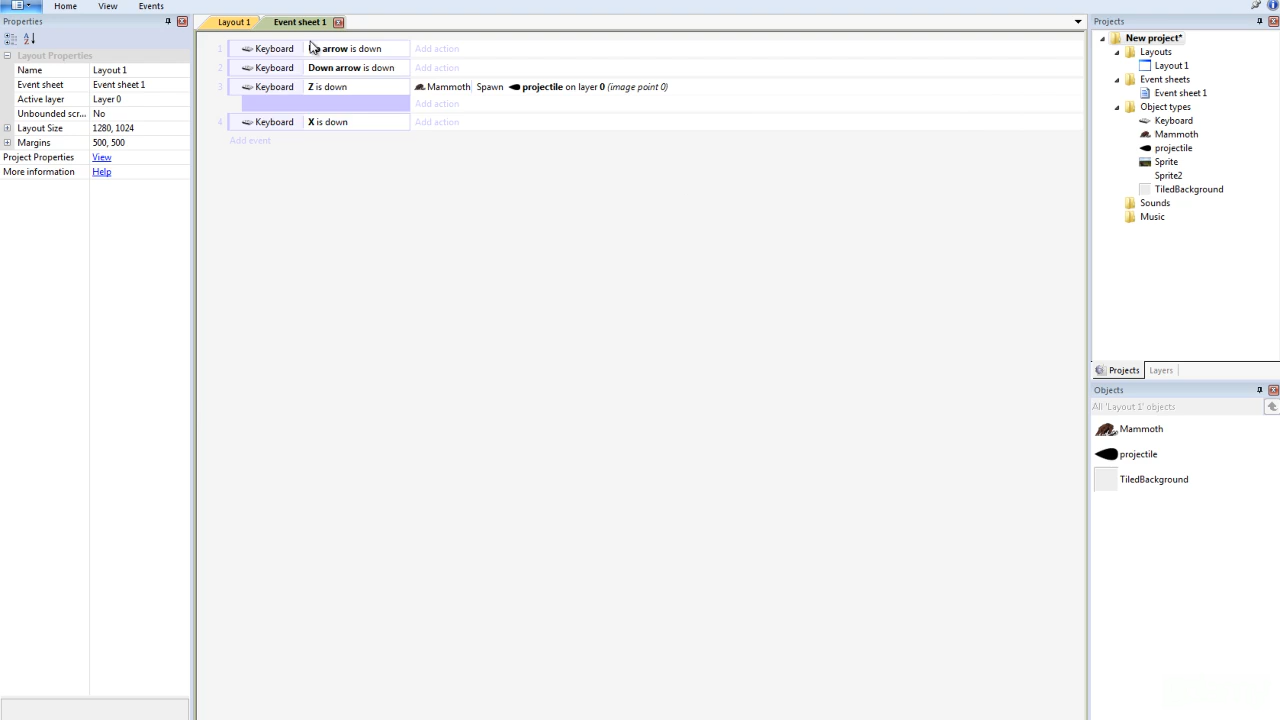 Home View Events
Properties
Layout Properties
Name Layout 1
Event sheet Event sheet 1
Active layer Layer 0
Unbounded scr... No
Layout Size 1280, 1024
Margins 500, 500
Project Properties View
More information Help
Layout 1 Event sheet 1
1 Keyboard arrow is down Add action
2 Keyboard Down arrow is down Add action
3 Keyboard Z is down Mammoth Spawn projectile on layer 0 (image point 0)
Add action
4 Keyboard X is down Add action
Add event
Projects
New project*
Layouts
Layout 1
Event sheets
Event sheet 1
Object types
Keyboard
Mammoth
projectile
Sprite
Sprite2
TiledBackground
Sounds
Music
Projects Layers
Objects
All 'Layout 1' objects
Mammoth
projectile
TiledBackground